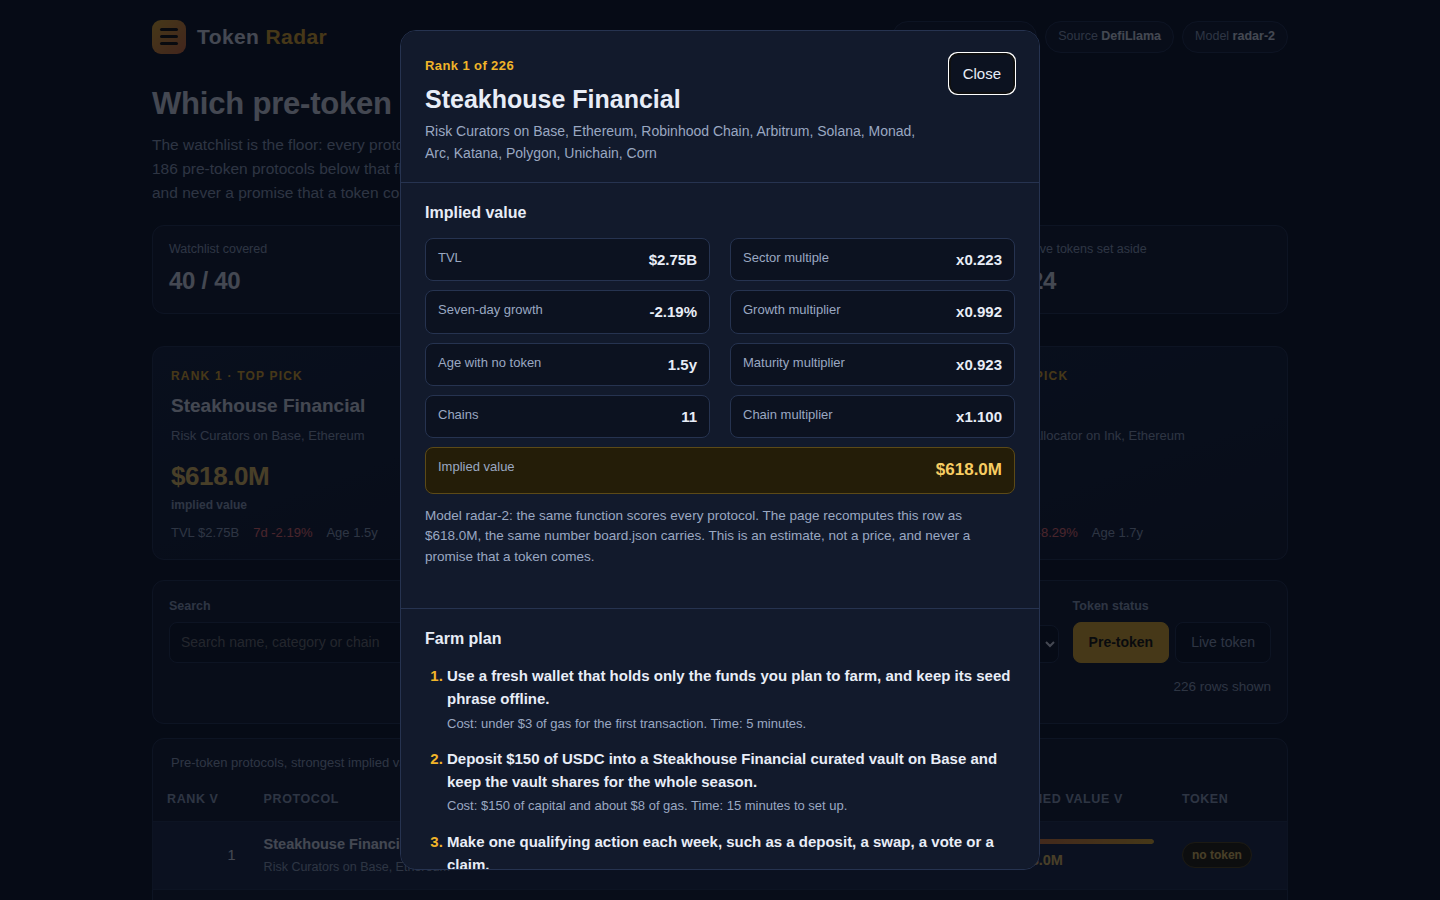 Token Radar
Source DefiLlama
Model radar-2
Which pre-token
The watchlist is the floor: every proto
186 pre-token protocols below that fl
and never a promise that a token co
Watchlist covered
40 / 40
ve tokens set aside
24
RANK 1 · TOP PICK
Steakhouse Financial
Risk Curators on Base, Ethereum
$618.0M
implied value
TVL $2.75B 7d -2.19% Age 1.5y
PICK
llocator on Ink, Ethereum
8.29% Age 1.7y
Search
Search name, category or chain
Token status
Pre-token
Live token
226 rows shown
Pre-token protocols, strongest implied v
RANK V
PROTOCOL
IED VALUE V
TOKEN
1
Steakhouse Financi
Risk Curators on Base, Ethereum
.0M
no token
Rank 1 of 226
Close
Steakhouse Financial
Risk Curators on Base, Ethereum, Robinhood Chain, Arbitrum, Solana, Monad,
Arc, Katana, Polygon, Unichain, Corn
Implied value
TVL $2.75B
Sector multiple x0.223
Seven-day growth -2.19%
Growth multiplier x0.992
Age with no token 1.5y
Maturity multiplier x0.923
Chains 11
Chain multiplier x1.100
Implied value $618.0M
Model radar-2: the same function scores every protocol. The page recomputes this row as
$618.0M, the same number board.json carries. This is an estimate, not a price, and never a
promise that a token comes.
Farm plan
1. Use a fresh wallet that holds only the funds you plan to farm, and keep its seed
phrase offline.
Cost: under $3 of gas for the first transaction. Time: 5 minutes.
2. Deposit $150 of USDC into a Steakhouse Financial curated vault on Base and
keep the vault shares for the whole season.
Cost: $150 of capital and about $8 of gas. Time: 15 minutes to set up.
3. Make one qualifying action each week, such as a deposit, a swap, a vote or a
claim.